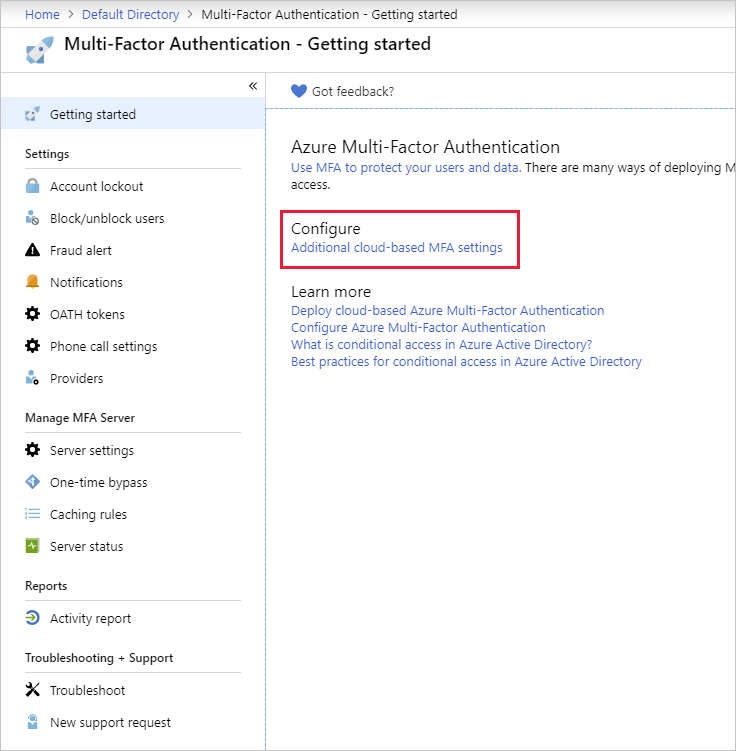 Home > Default Directory > Multi-Factor Authentication - Getting started
Multi-Factor Authentication - Getting started
«
Getting started
Settings
Account lockout
Block/unblock users
Fraud alert
Notifications
OATH tokens
Phone call settings
Providers
Manage MFA Server
Server settings
One-time bypass
Caching rules
Server status
Reports
Activity report
Troubleshooting + Support
Troubleshoot
New support request
Got feedback?
Azure Multi-Factor Authentication
Use MFA to protect your users and data. There are many ways of deploying M
access.
Configure
Additional cloud-based MFA settings
Learn more
Deploy cloud-based Azure Multi-Factor Authentication
Configure Azure Multi-Factor Authentication
What is conditional access in Azure Active Directory?
Best practices for conditional access in Azure Active Directory